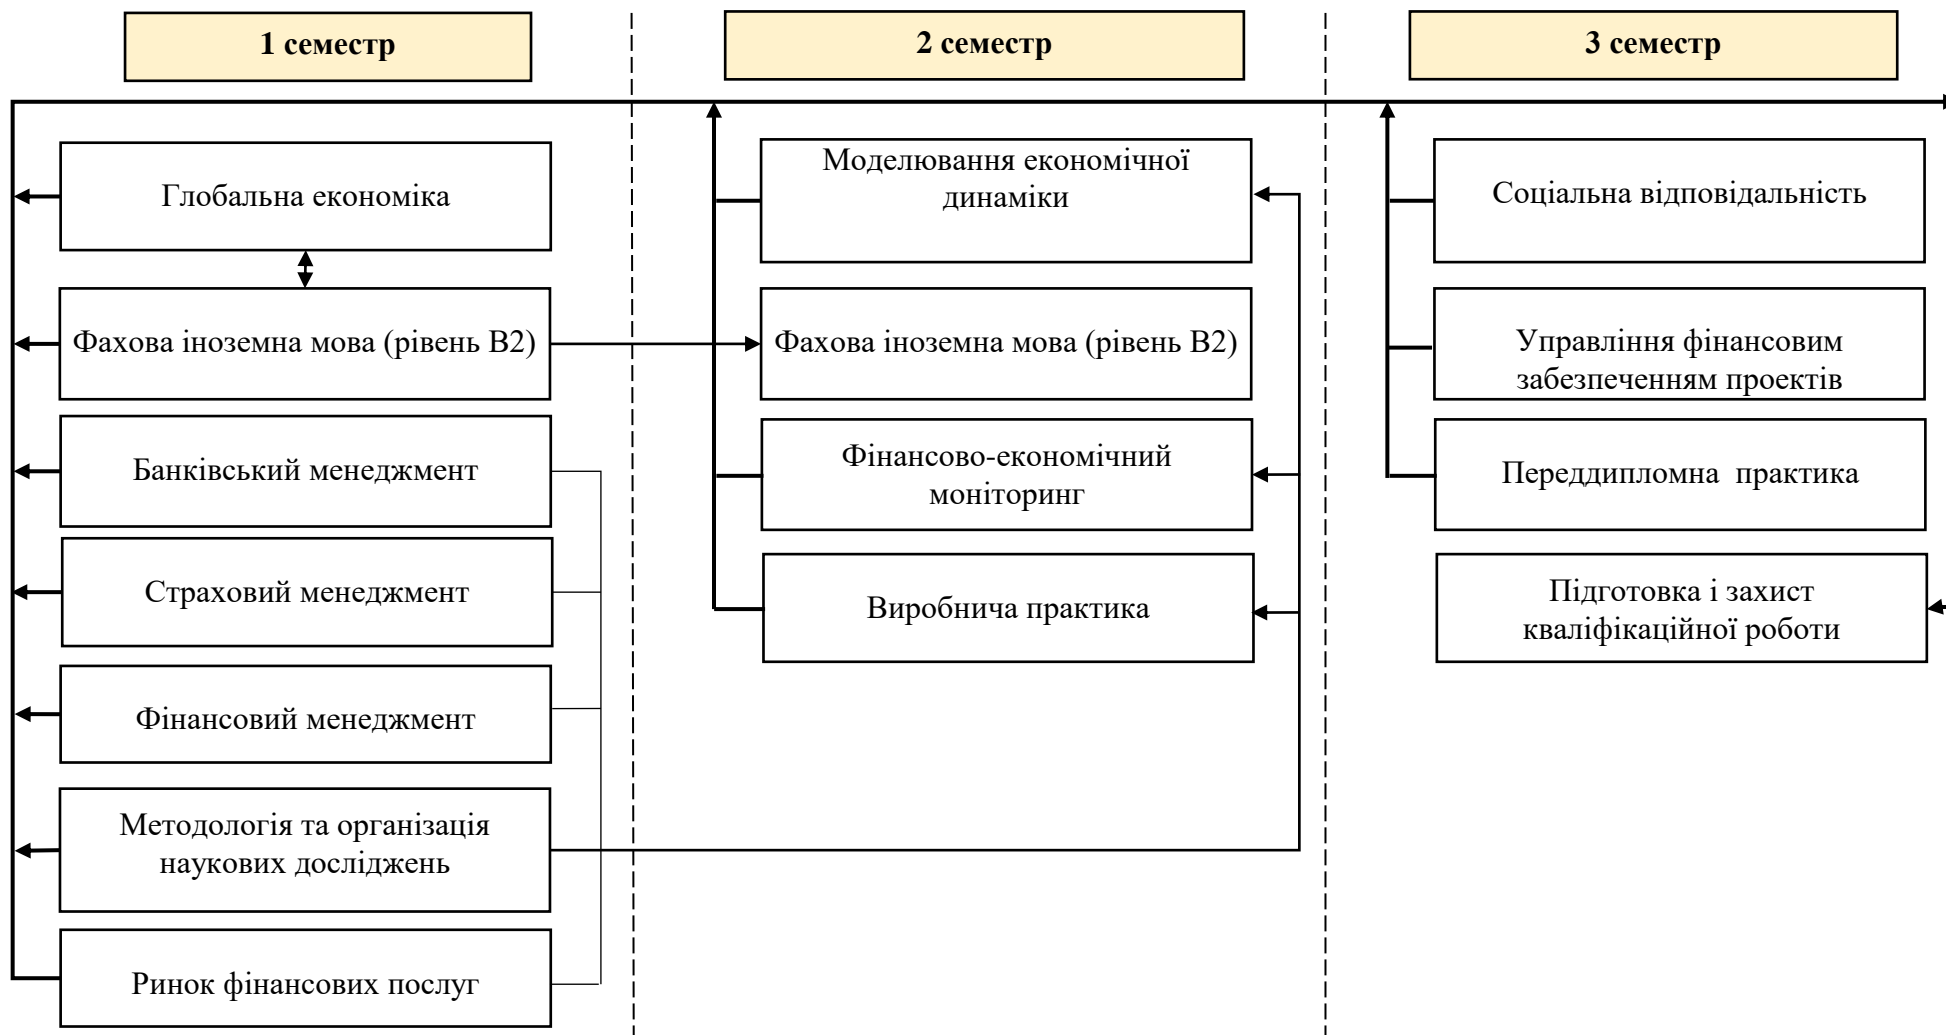 1 семестр
2 семестр
3 семестр
Глобальна економіка
Фахова іноземна мова (рівень В2)
Банківський менеджмент
Страховий менеджмент
Фінансовий менеджмент
Методологія та організація
наукових досліджень
Ринок фінансових послуг
Моделювання економічної
динаміки
Фахова іноземна мова (рівень В2)
Фінансово-економічний
моніторинг
Виробнича практика
Соціальна відповідальність
Управління фінансовим
забезпеченням проектів
Переддипломна практика
Підготовка і захист
кваліфікаційної роботи